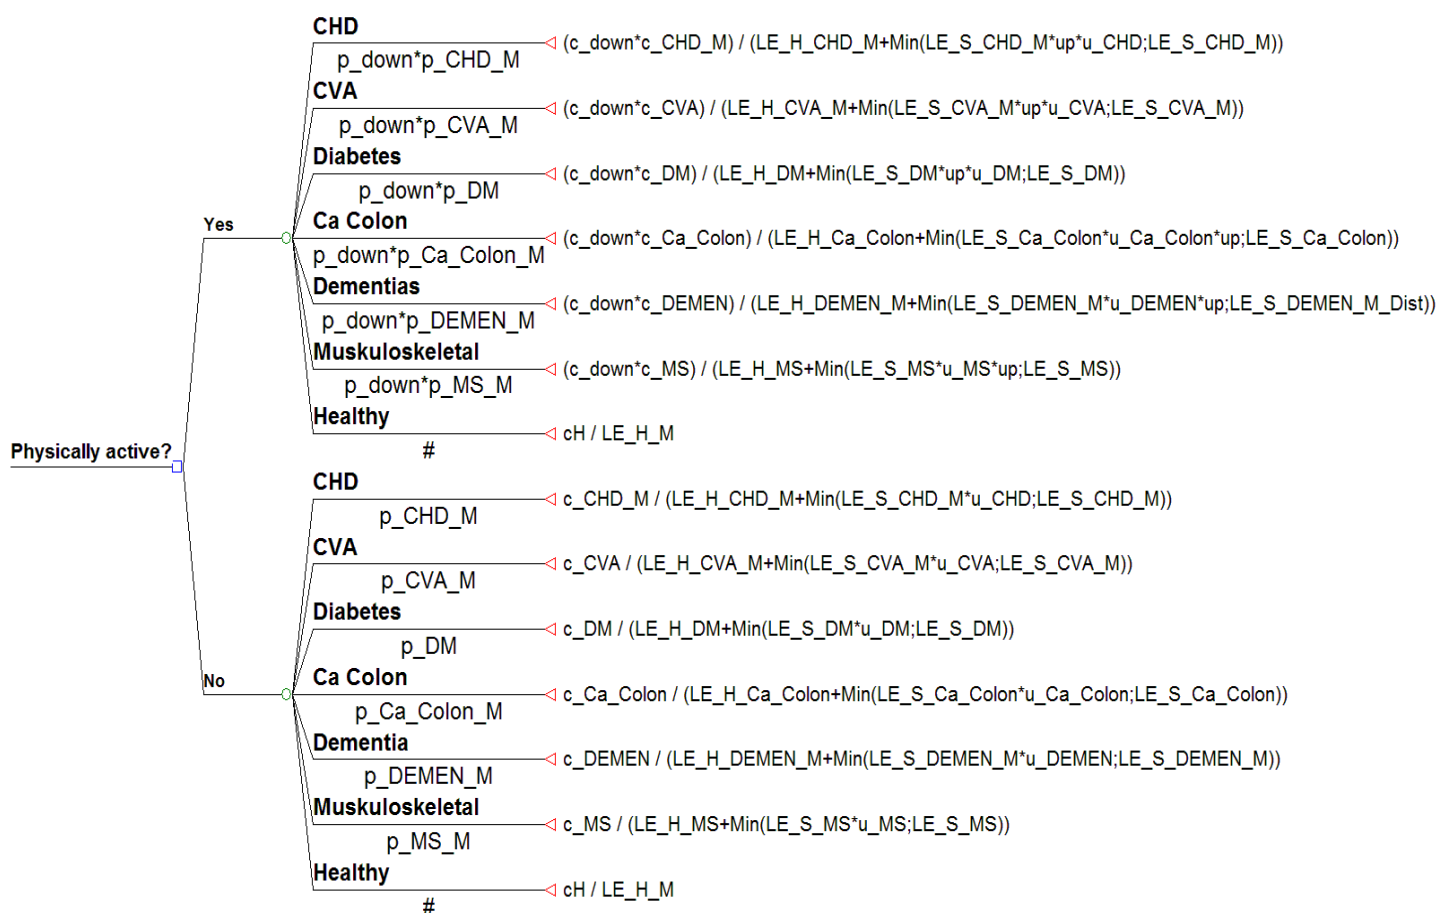 CHD
p_down*p_CHD_M
(c_down*c_CHD_M) / (LE_H_CHD_M+Min(LE_S_CHD_M*up*u_CHD;LE_S_CHD_M))
CVA
p_down*p_CVA_M
(c_down*c_CVA) / (LE_H_CVA_M+Min(LE_S_CVA_M*up*u_CVA;LE_S_CVA_M))
Diabetes
p_down*p_DM
(c_down*c_DM) / (LE_H_DM+Min(LE_S_DM*up*u_DM;LE_S_DM))
Yes
Ca Colon
p_down*p_Ca_Colon_M
(c_down*c_Ca_Colon) / (LE_H_Ca_Colon+Min(LE_S_Ca_Colon*u_Ca_Colon*up;LE_S_Ca_Colon))
Dementias
p_down*p_DEMEN_M
(c_down*c_DEMEN) / (LE_H_DEMEN_M+Min(LE_S_DEMEN_M*u_DEMEN*up;LE_S_DEMEN_M_Dist))
Muskuloskeletal
p_down*p_MS_M
(c_down*c_MS) / (LE_H_MS+Min(LE_S_MS*u_MS*up;LE_S_MS))
Healthy
#
cH / LE_H_M
Physically active?
CHD
p_CHD_M
c_CHD_M / (LE_H_CHD_M+Min(LE_S_CHD_M*u_CHD;LE_S_CHD_M))
CVA
p_CVA_M
c_CVA / (LE_H_CVA_M+Min(LE_S_CVA_M*u_CVA;LE_S_CVA_M))
Diabetes
p_DM
c_DM / (LE_H_DM+Min(LE_S_DM*u_DM;LE_S_DM))
No
Ca Colon
p_Ca_Colon_M
c_Ca_Colon / (LE_H_Ca_Colon+Min(LE_S_Ca_Colon*u_Ca_Colon;LE_S_Ca_Colon))
Dementia
p_DEMEN_M
c_DEMEN / (LE_H_DEMEN_M+Min(LE_S_DEMEN_M*u_DEMEN;LE_S_DEMEN_M))
Muskuloskeletal
p_MS_M
c_MS / (LE_H_MS+Min(LE_S_MS*u_MS;LE_S_MS))
Healthy
#
cH / LE_H_M